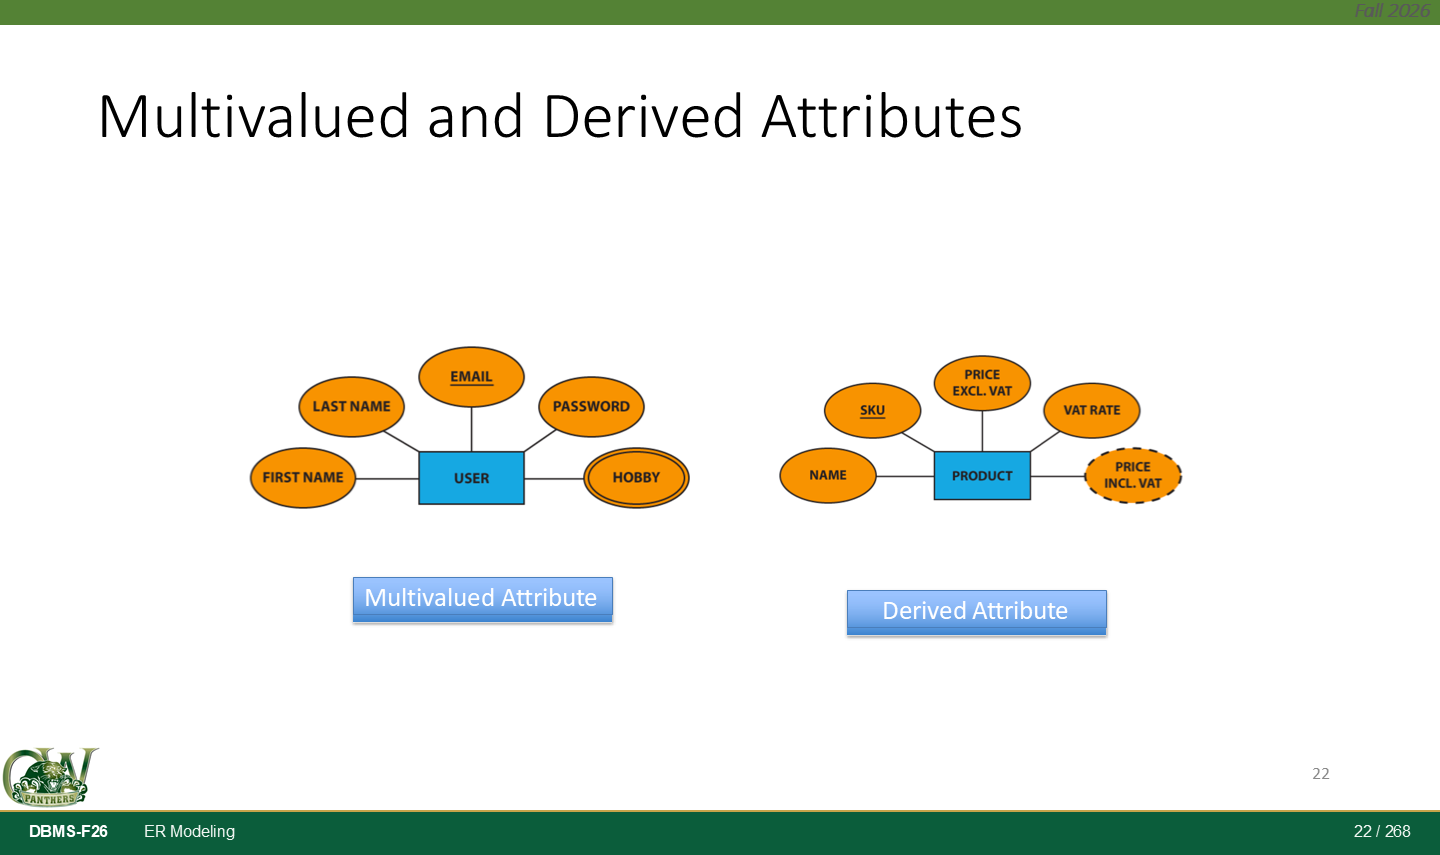 Fall 2026
Multivalued and Derived Attributes
EMAIL
LAST NAME
PASSWORD
FIRST NAME
USER
HOBBY
PRICE
EXCL. VAT
SKU
VAT RATE
NAME
PRODUCT
PRICE
INCL. VAT
Multivalued Attribute
Derived Attribute
22
OW
PANTHERS
DBMS-F26 ER Modeling 22 / 268